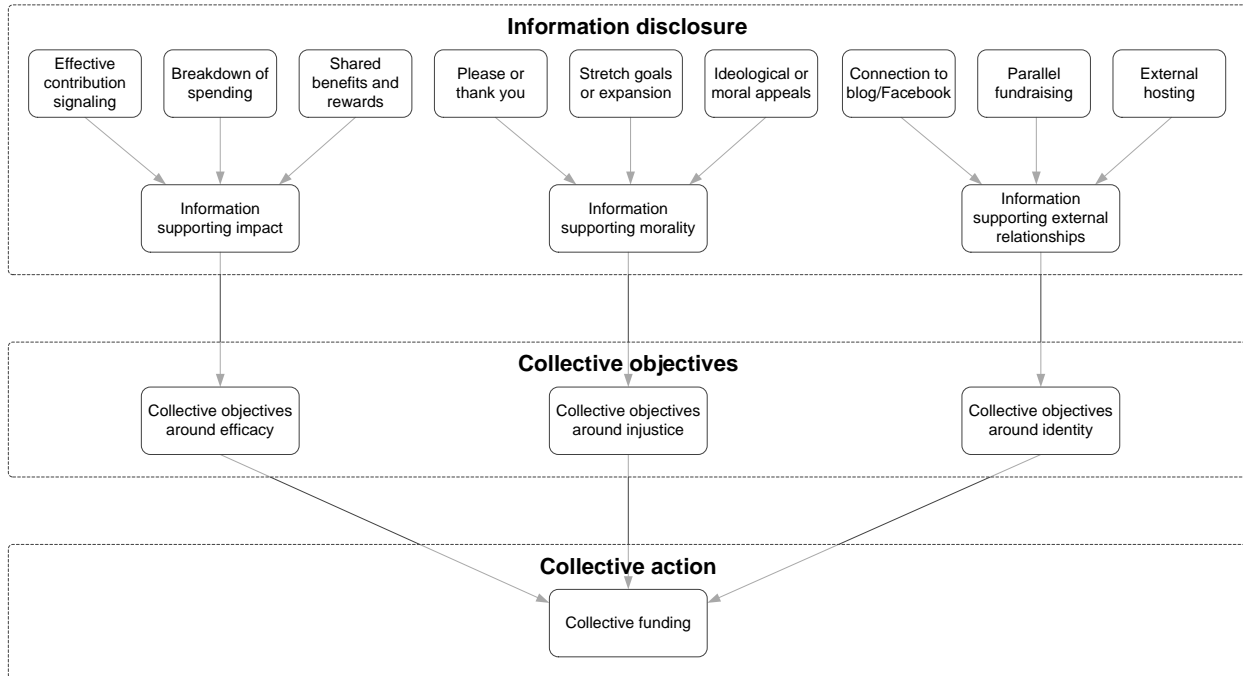 Information disclosure
Effective
contribution
signaling
Breakdown of
spending
Shared
benefits and
rewards
Please or
thank you
Stretch goals
or expansion
Ideological or
moral appeals
Connection to
blog/Facebook
Parallel
fundraising
External
hosting
Information
supporting impact
Information
supporting morality
Information
supporting external
relationships
Collective objectives
Collective objectives
around efficacy
Collective objectives
around injustice
Collective objectives
around identity
Collective action
Collective funding